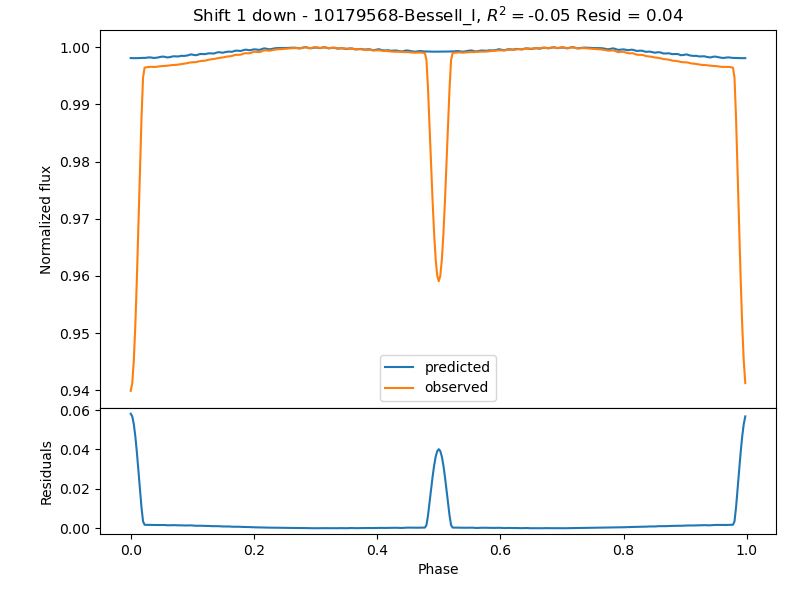 Shift 1 down - 10179568-Bessell_I, R² = -0.05 Resid = 0.04
1.00
0.99
0.98
0.97
0.96
0.95
0.94
Normalized flux
predicted
observed
0.06
0.04
0.02
0.00
Residuals
0.0 0.2 0.4 0.6 0.8 1.0
Phase